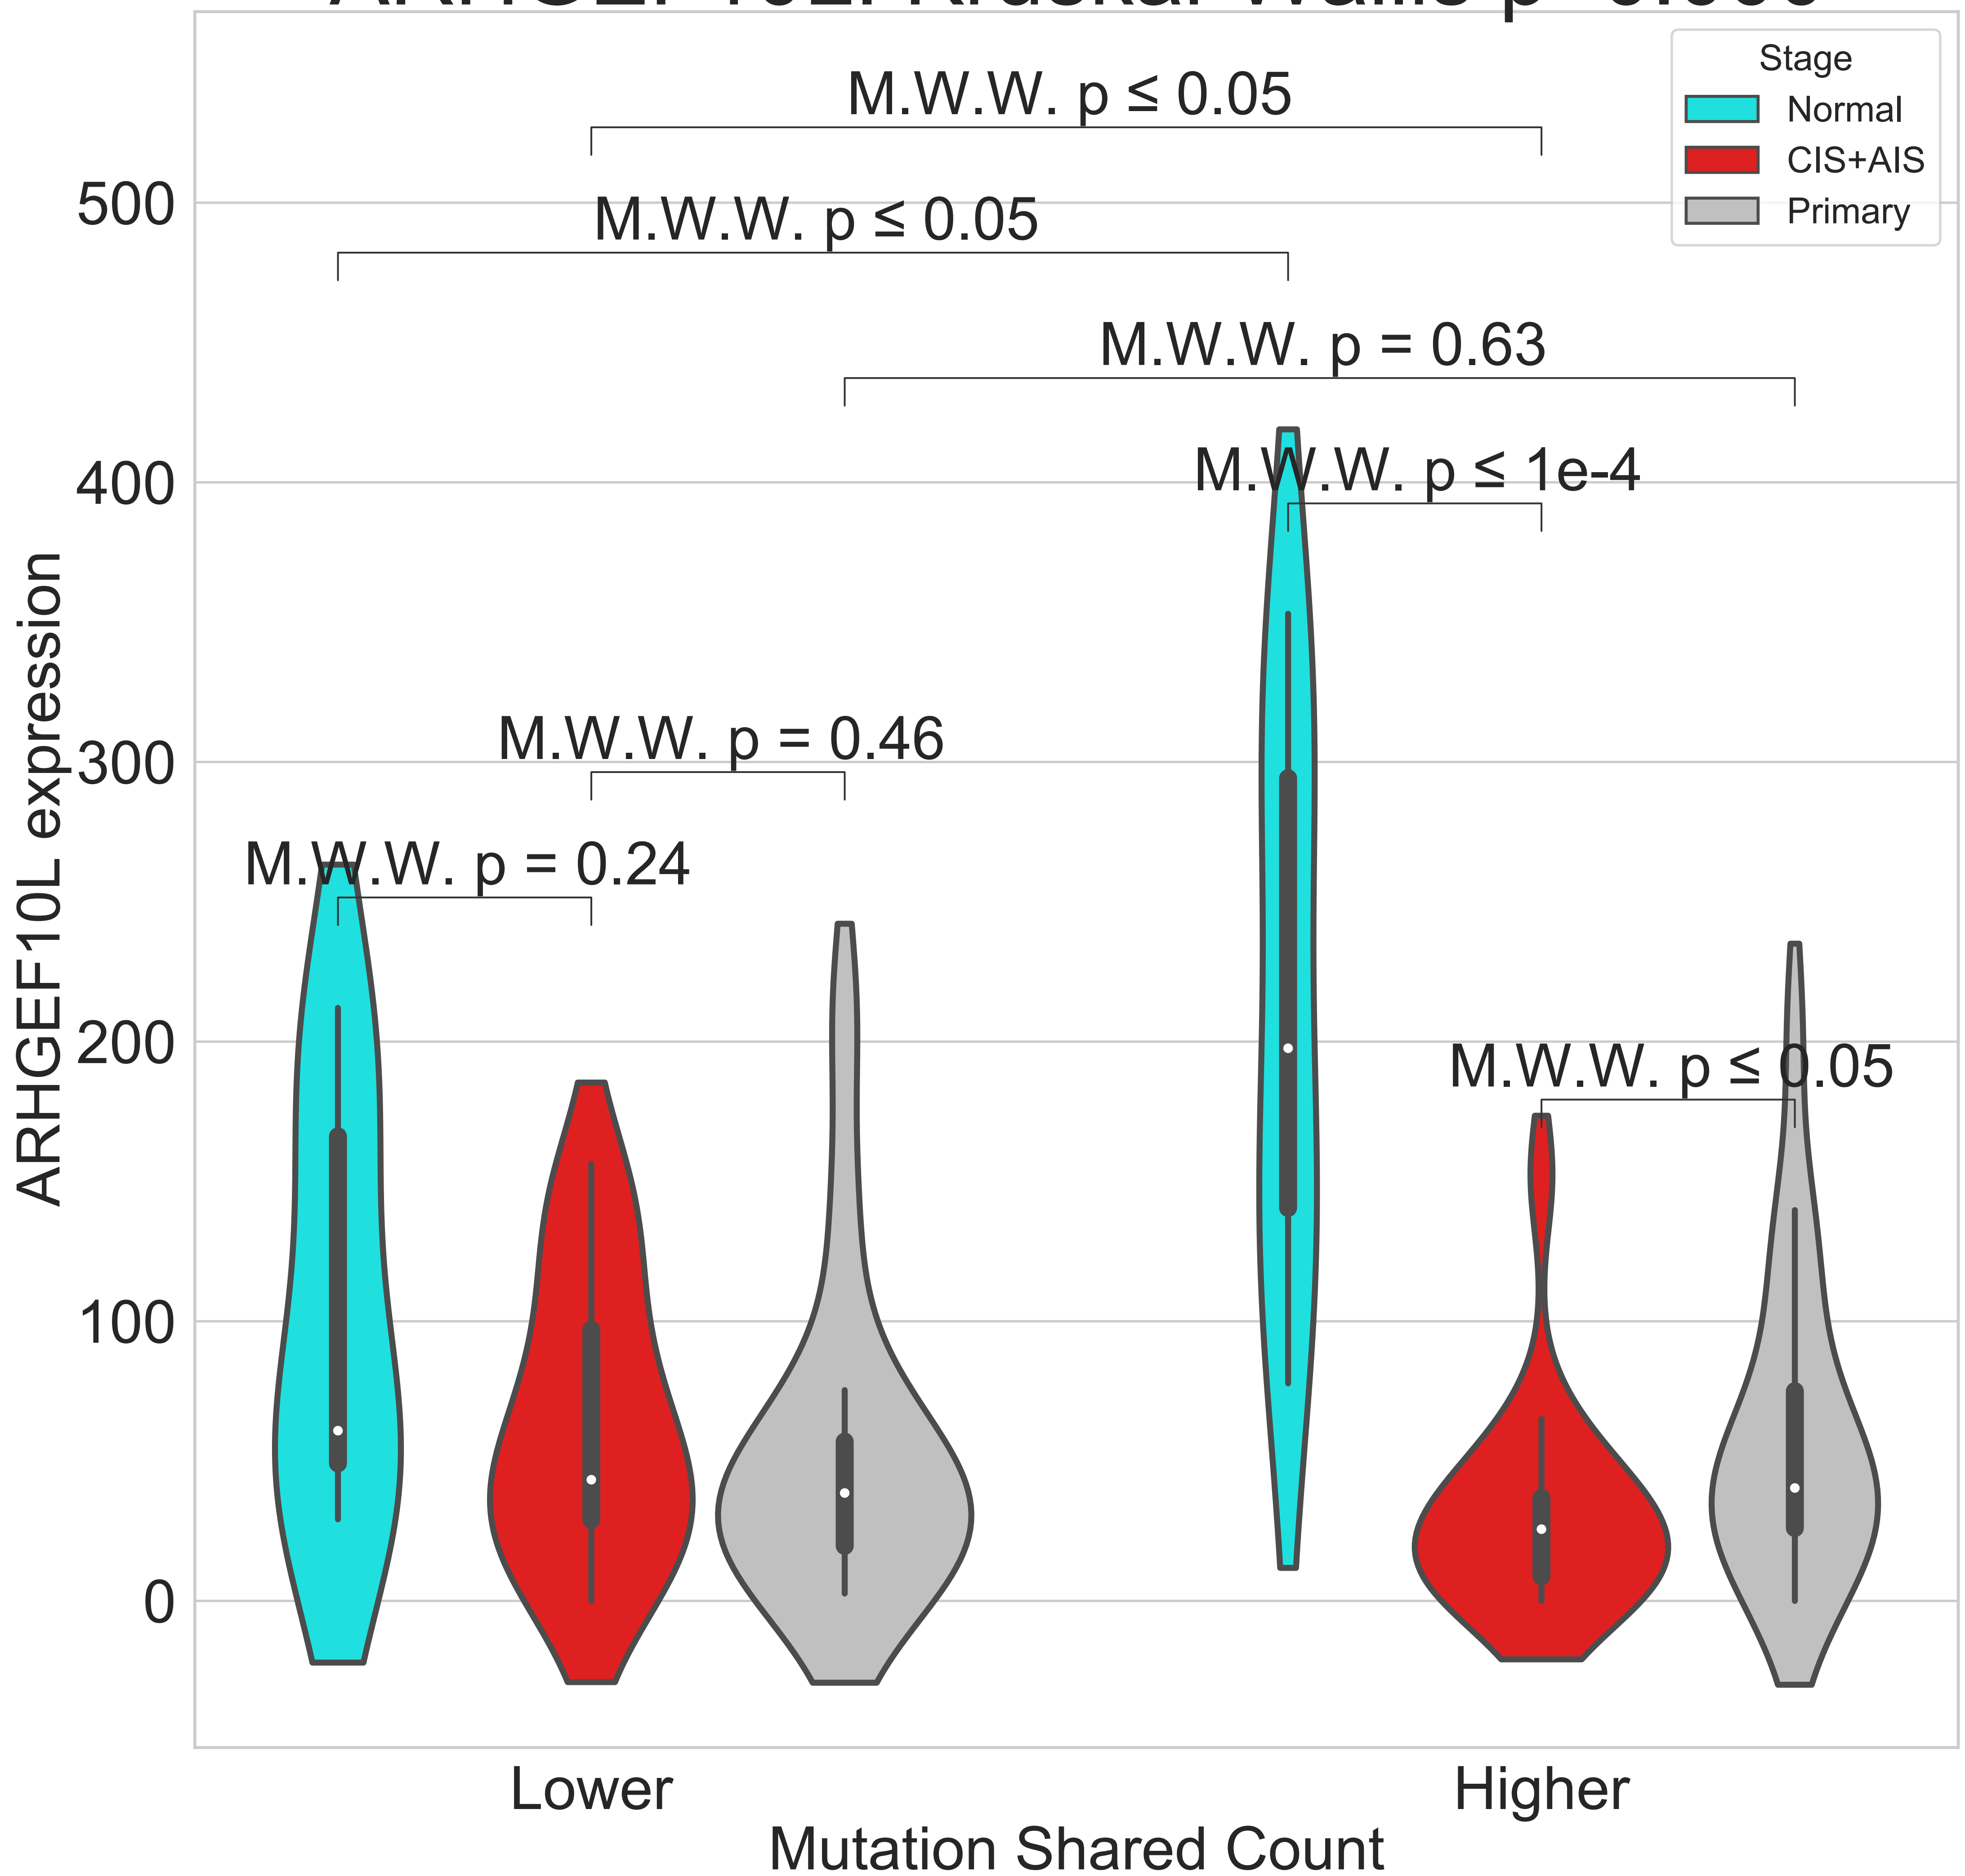 Stage
Normal
CIS+AIS
Primary
M.W.W. p ≤ 0.05
M.W.W. p ≤ 0.05
M.W.W. p = 0.63
M.W.W. p ≤ 1e-4
M.W.W. p = 0.46
M.W.W. p = 0.24
M.W.W. p ≤ 0.05
500
400
300
200
100
0
ARHGEF10L expression
Lower
Higher
Mutation Shared Count